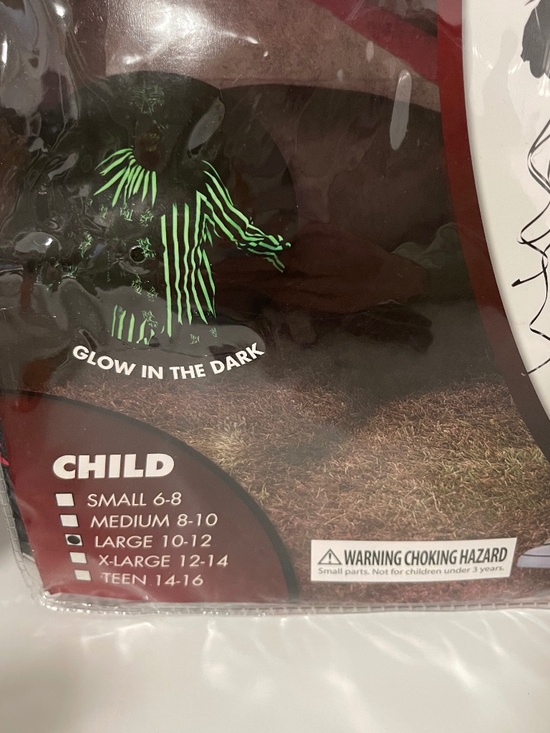 GLOW IN THE DARK
CHILD
SMALL 6-8
MEDIUM 8-10
LARGE 10-12
X-LARGE 12-14
TEEN 14-16
WARNING CHOKING HAZARD
Small parts. Not for children under 3 years.